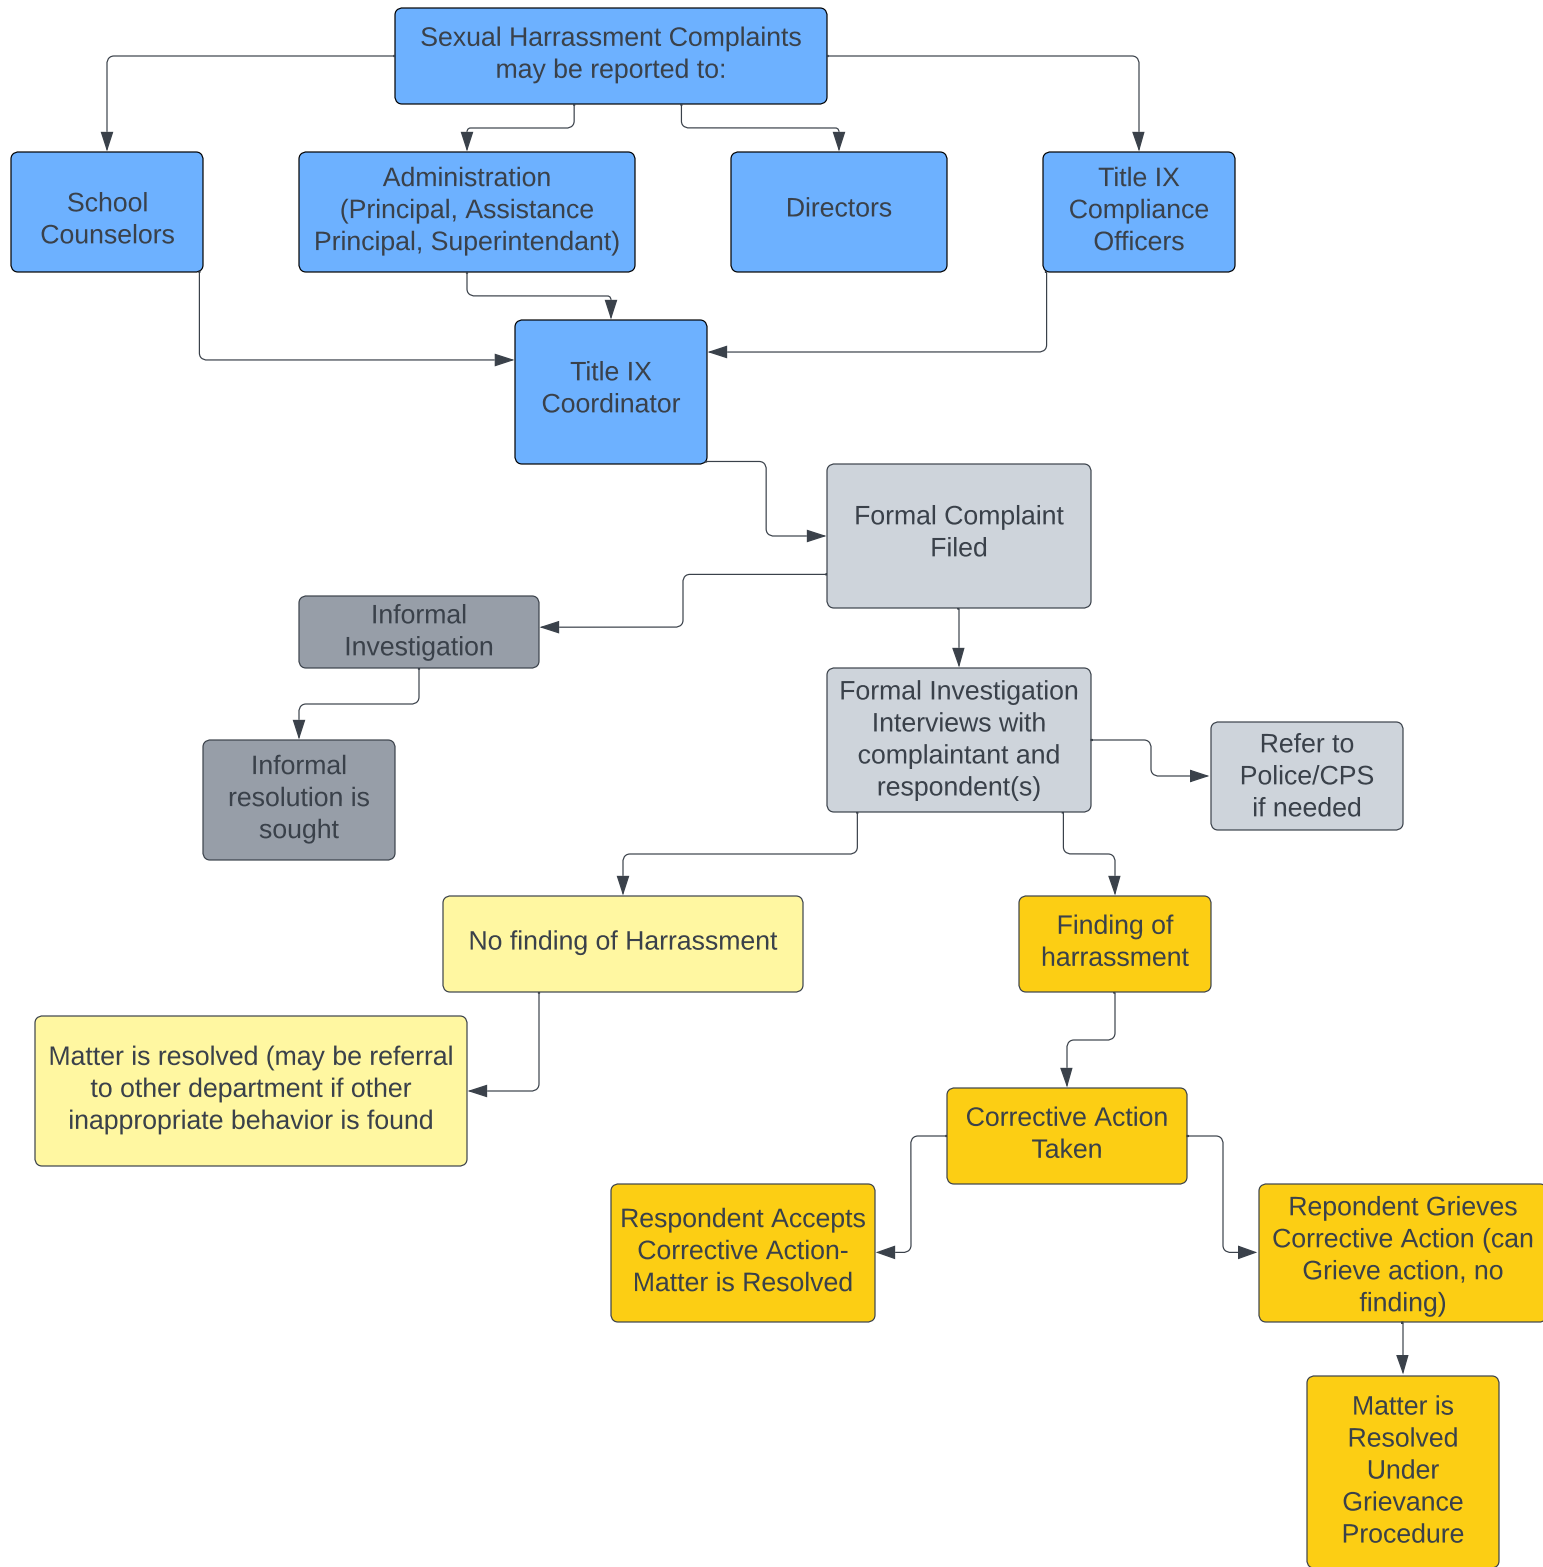 Sexual Harrassment Complaints
may be reported to:
School
Counselors
Administration
(Principal, Assistance
Principal, Superintendant)
Directors
Title IX
Compliance
Officers
Title IX
Coordinator
Formal Complaint
Filed
Informal
Investigation
Formal Investigation
Interviews with
complaintant and
respondent(s)
Refer to
Police/CPS
if needed
Informal
resolution is
sought
No finding of Harrassment
Finding of
harrassment
Matter is resolved (may be referral
to other department if other
inappropriate behavior is found
Corrective Action
Taken
Respondent Accepts
Corrective Action-
Matter is Resolved
Repondent Grieves
Corrective Action (can
Grieve action, no
finding)
Matter is
Resolved
Under
Grievance
Procedure